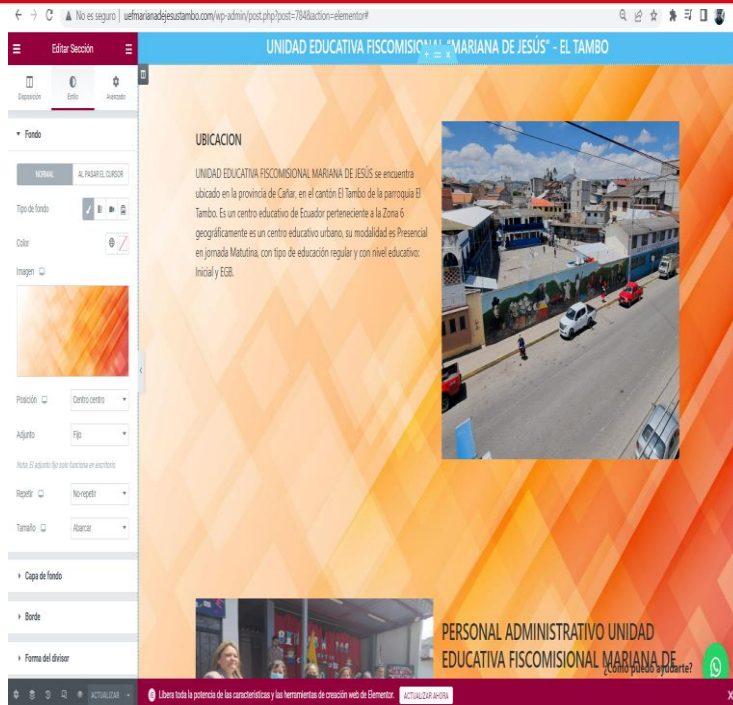 No es seguro | uefmarianadejesustambo.com/wp-admin/post.php?post=784&action=elementor#
Editar Sección
UNIDAD EDUCATIVA FISCOMISIONAL "MARIANA DE JESÚS" - EL TAMBO
Disposición Estilo Avanzado
Fondo
NORMAL AL PASAR EL CURSOR
Tipo de fondo
Color
Imagen
Posición Centro centro
Adjunto Fijo
Nota: El adjunto fijo solo funciona en escritorio.
Repetir No-repetir
Tamaño Abarcar
Capa de fondo
Borde
Forma del divisor
ACTUALIZAR
UBICACION
UNIDAD EDUCATIVA FISCOMISIONAL MARIANA DE JESÚS se encuentra
ubicado en la provincia de Cañar, en el cantón El Tambo de la parroquia El
Tambo. Es un centro educativo de Ecuador perteneciente a la Zona 6
geográficamente es un centro educativo urbano, su modalidad es Presencial
en jornada Matutina, con tipo de educación regular y con nivel educativo:
Inicial y EGB.
PERSONAL ADMINISTRATIVO UNIDAD
EDUCATIVA FISCOMISIONAL MARIANA DE
¿Cómo puedo ayudarte?
Libera toda la potencia de las características y las herramientas de creación web de Elementor. ACTUALIZAR AHORA